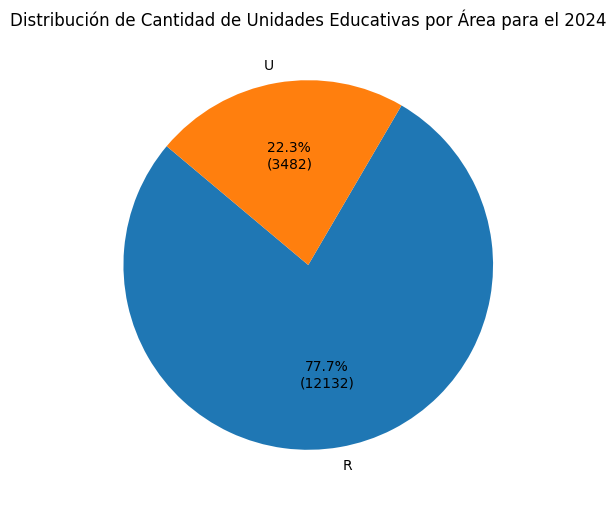 Distribución de Cantidad de Unidades Educativas por Área para el 2024
U
22.3%
(3482)
77.7%
(12132)
R